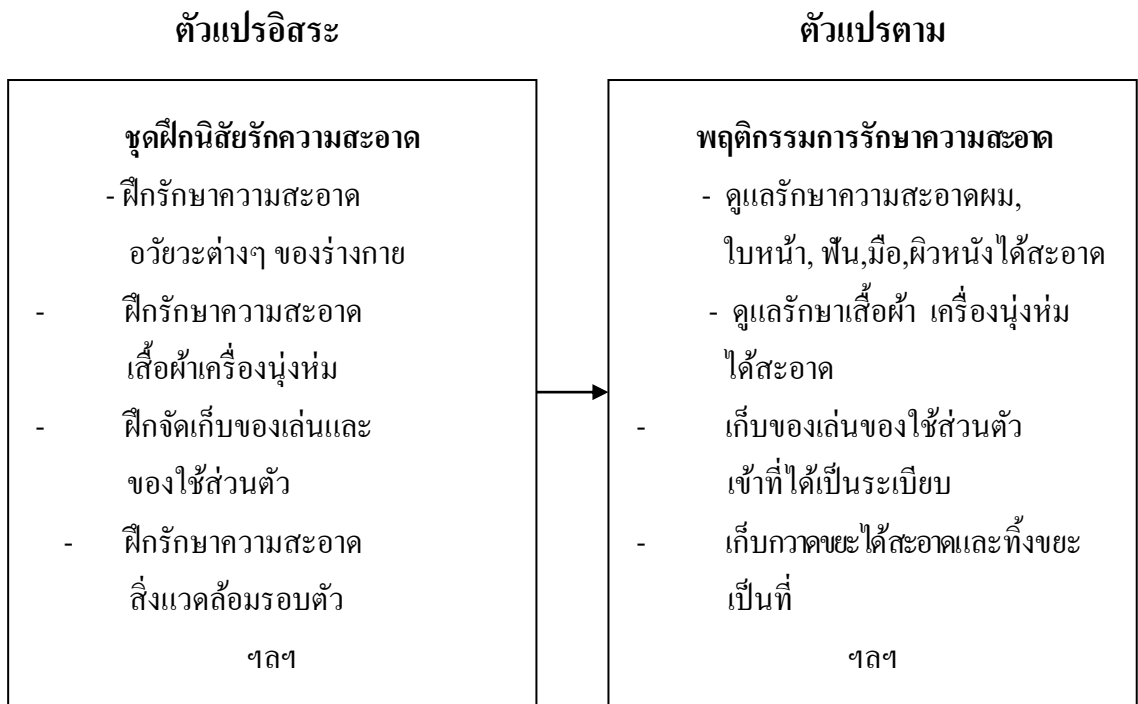 ตัวแปรอิสระ
ชุดฝึกนิสัยรักความสะอาด
- ฝึกรักษาความสะอาด
อวัยวะต่างๆ ของร่างกาย
- ฝึกรักษาความสะอาด
เสื้อผ้าเครื่องนุ่งห่ม
- ฝึกจัดเก็บของเล่นและ
ของใช้ส่วนตัว
- ฝึกรักษาความสะอาด
สิ่งแวดล้อมรอบตัว
ฯลฯ
ตัวแปรตาม
พฤติกรรมการรักษาความสะอาด
- ดูแลรักษาความสะอาดผม,
ใบหน้า, ฟัน,มือ,ผิวหนังได้สะอาด
- ดูแลรักษาเสื้อผ้า เครื่องนุ่งห่ม
ได้สะอาด
- เก็บของเล่นของใช้ส่วนตัว
เข้าที่ได้เป็นระเบียบ
- เก็บกวาดขยะได้สะอาดและทิ้งขยะ
เป็นที่
ฯลฯ